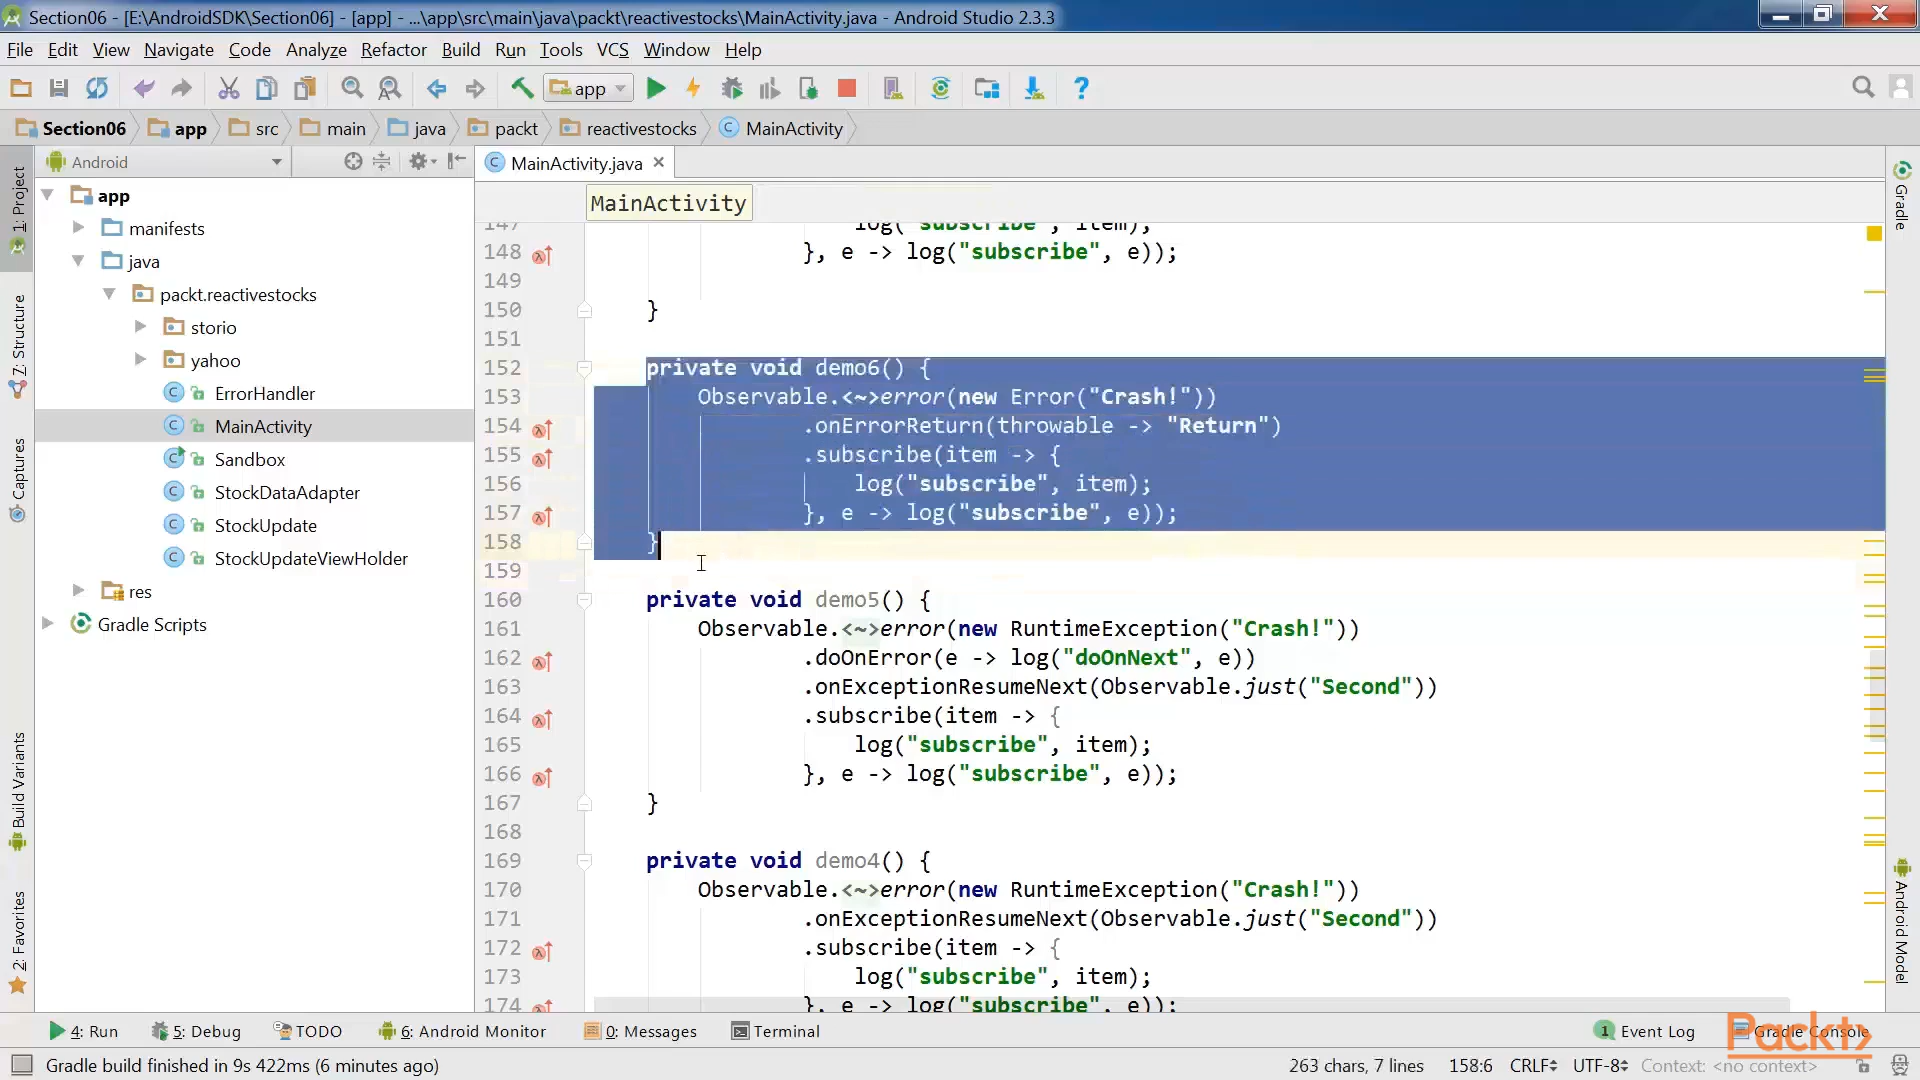 Section06 - [E:\AndroidSDK\Section06] - [app] - ...\app\src\main\java\packt\reactivestocks\MainActivity.java - Android Studio 2.3.3
File Edit View Navigate Code Analyze Refactor Build Run Tools VCS Window Help
app
Section06 app src main java packt reactivestocks MainActivity
Android
MainActivity.java
MainActivity
1: Project
7: Structure
Captures
Build Variants
2: Favorites
app
manifests
java
packt.reactivestocks
storio
yahoo
ErrorHandler
MainActivity
Sandbox
StockDataAdapter
StockUpdate
StockUpdateViewHolder
res
Gradle Scripts
147 log("subscribe", item);
148 }, e -> log("subscribe", e));
149
150 }
151
152 private void demo6() {
153 Observable.<~>error(new Error("Crash!"))
154 .onErrorReturn(throwable -> "Return")
155 .subscribe(item -> {
156 log("subscribe", item);
157 }, e -> log("subscribe", e));
158 }
159
160 private void demo5() {
161 Observable.<~>error(new RuntimeException("Crash!"))
162 .doOnError(e -> log("doOnNext", e))
163 .onExceptionResumeNext(Observable.just("Second"))
164 .subscribe(item -> {
165 log("subscribe", item);
166 }, e -> log("subscribe", e));
167 }
168
169 private void demo4() {
170 Observable.<~>error(new RuntimeException("Crash!"))
171 .onExceptionResumeNext(Observable.just("Second"))
172 .subscribe(item -> {
173 log("subscribe", item);
174 }, e -> log("subscribe", e));
Gradle
Android Model
4: Run 5: Debug TODO 6: Android Monitor 0: Messages Terminal 1 Event Log Gradle Console
Packt
Gradle build finished in 9s 422ms (6 minutes ago) 263 chars, 7 lines 158:6 CRLF UTF-8 Context: <no context>